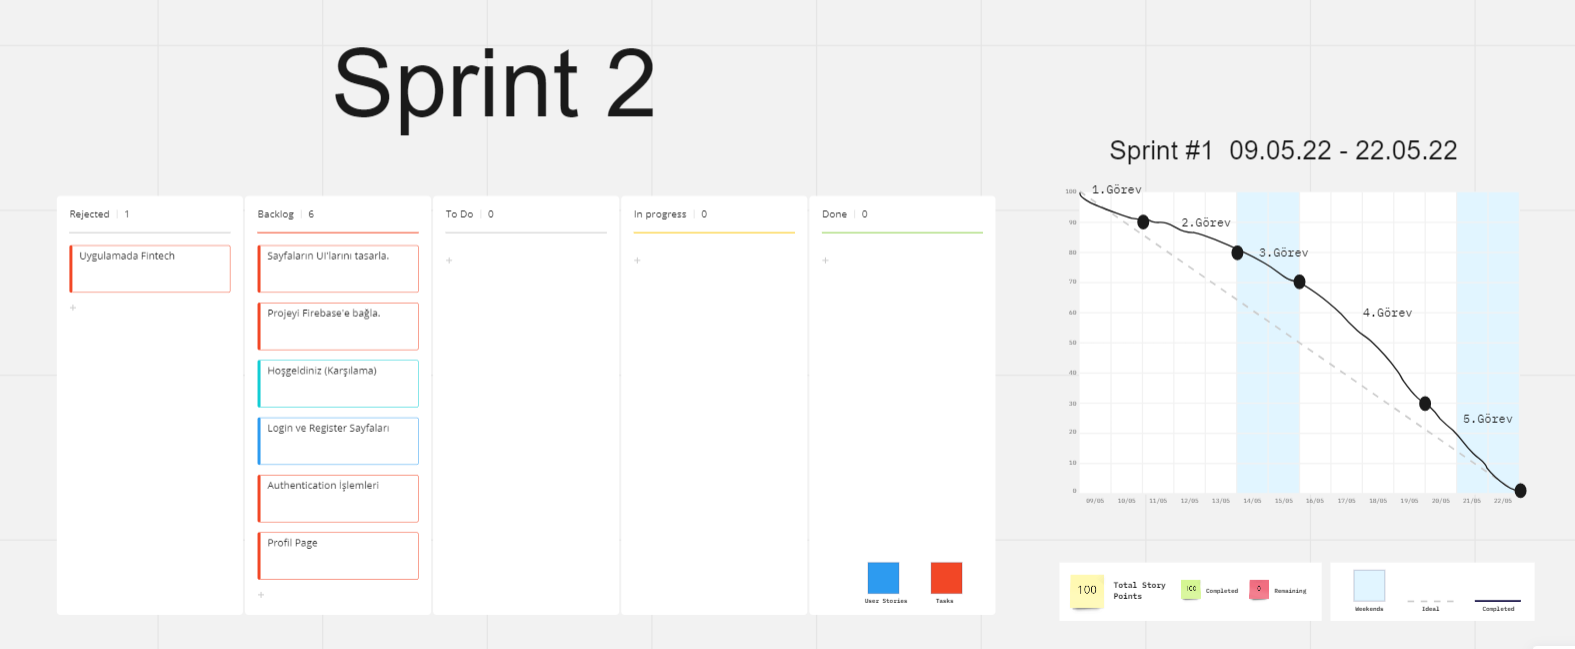 Sprint 2
Rejected | 1
Uygulamada Fintech
+
Backlog | 6
Sayfaların UI'larını tasarla.
Projeyi Firebase'e bağla.
Hoşgeldiniz (Karşılama)
Login ve Register Sayfaları
Authentication İşlemleri
Profil Page
+
To Do | 0
+
In progress | 0
+
Done | 0
+
User Stories
Tasks
Sprint #1 09.05.22 - 22.05.22
100
90
80
70
60
50
40
30
20
10
0
1.Görev
2.Görev
3.Görev
4.Görev
5.Görev
09/05 10/05 11/05 12/05 13/05 14/05 15/05 16/05 17/05 18/05 19/05 20/05 21/05 22/05
100
Total Story
Points
100
Completed
0
Remaining
Weekends
Ideal
Completed